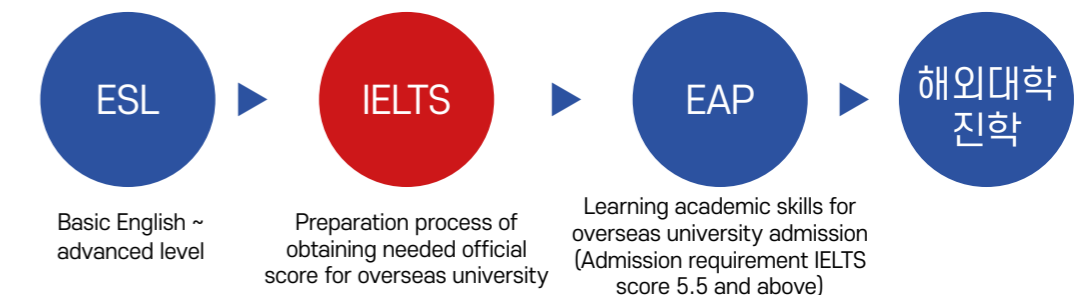 ESL
IELTS
EAP
해외대학
진학
Basic English ~
advanced level
Preparation process of
obtaining needed official
score for overseas university
Learning academic skills for
overseas university admission
(Admission requirement IELTS
score 5.5 and above)